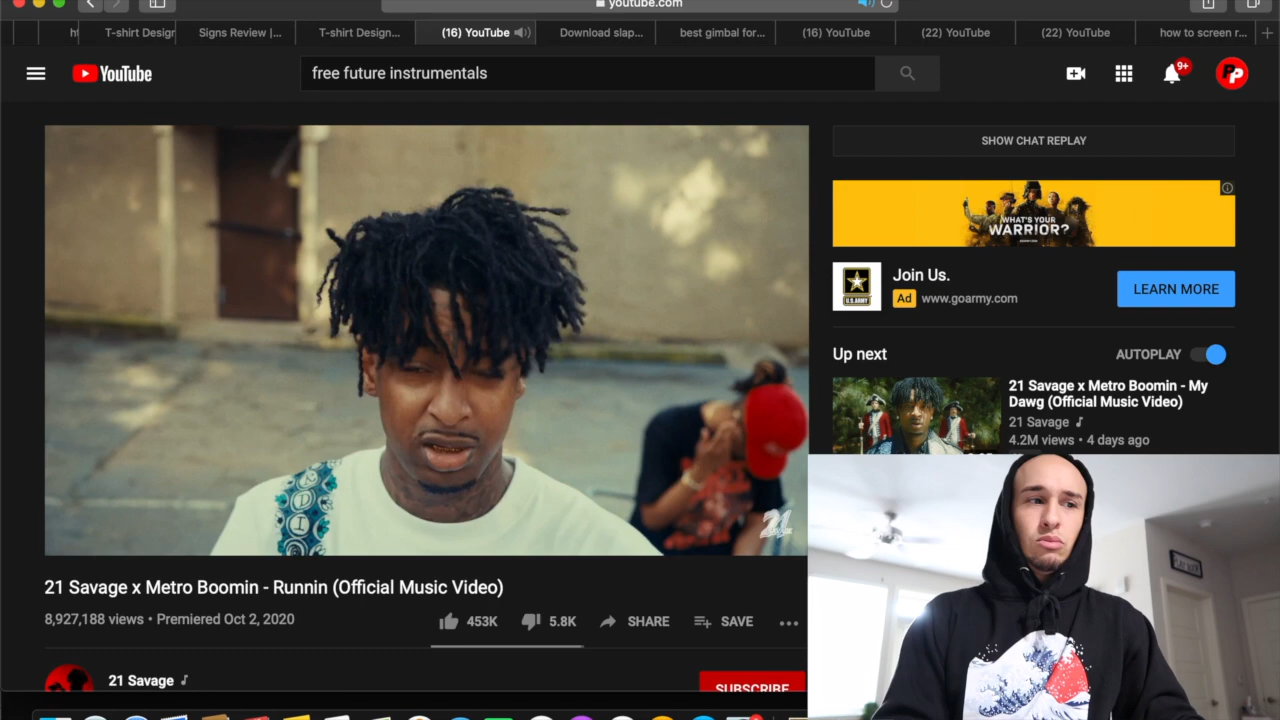 youtube.com
T-shirt Design
Signs Review |...
T-shirt Design...
(16) YouTube
Download slap...
best gimbal for...
(16) YouTube
(22) YouTube
(22) YouTube
how to screen r...
YouTube
free future instrumentals
9+
PP
SHOW CHAT REPLAY
WHAT'S YOUR
WARRIOR?
U.S.ARMY
Join Us.
Ad www.goarmy.com
LEARN MORE
Up next
AUTOPLAY
21 Savage x Metro Boomin - My
Dawg (Official Music Video)
21 Savage
4.2M views • 4 days ago
21
21 Savage x Metro Boomin - Runnin (Official Music Video)
8,927,188 views • Premiered Oct 2, 2020
453K
5.8K
SHARE
SAVE
21 Savage
SUBSCRIBE